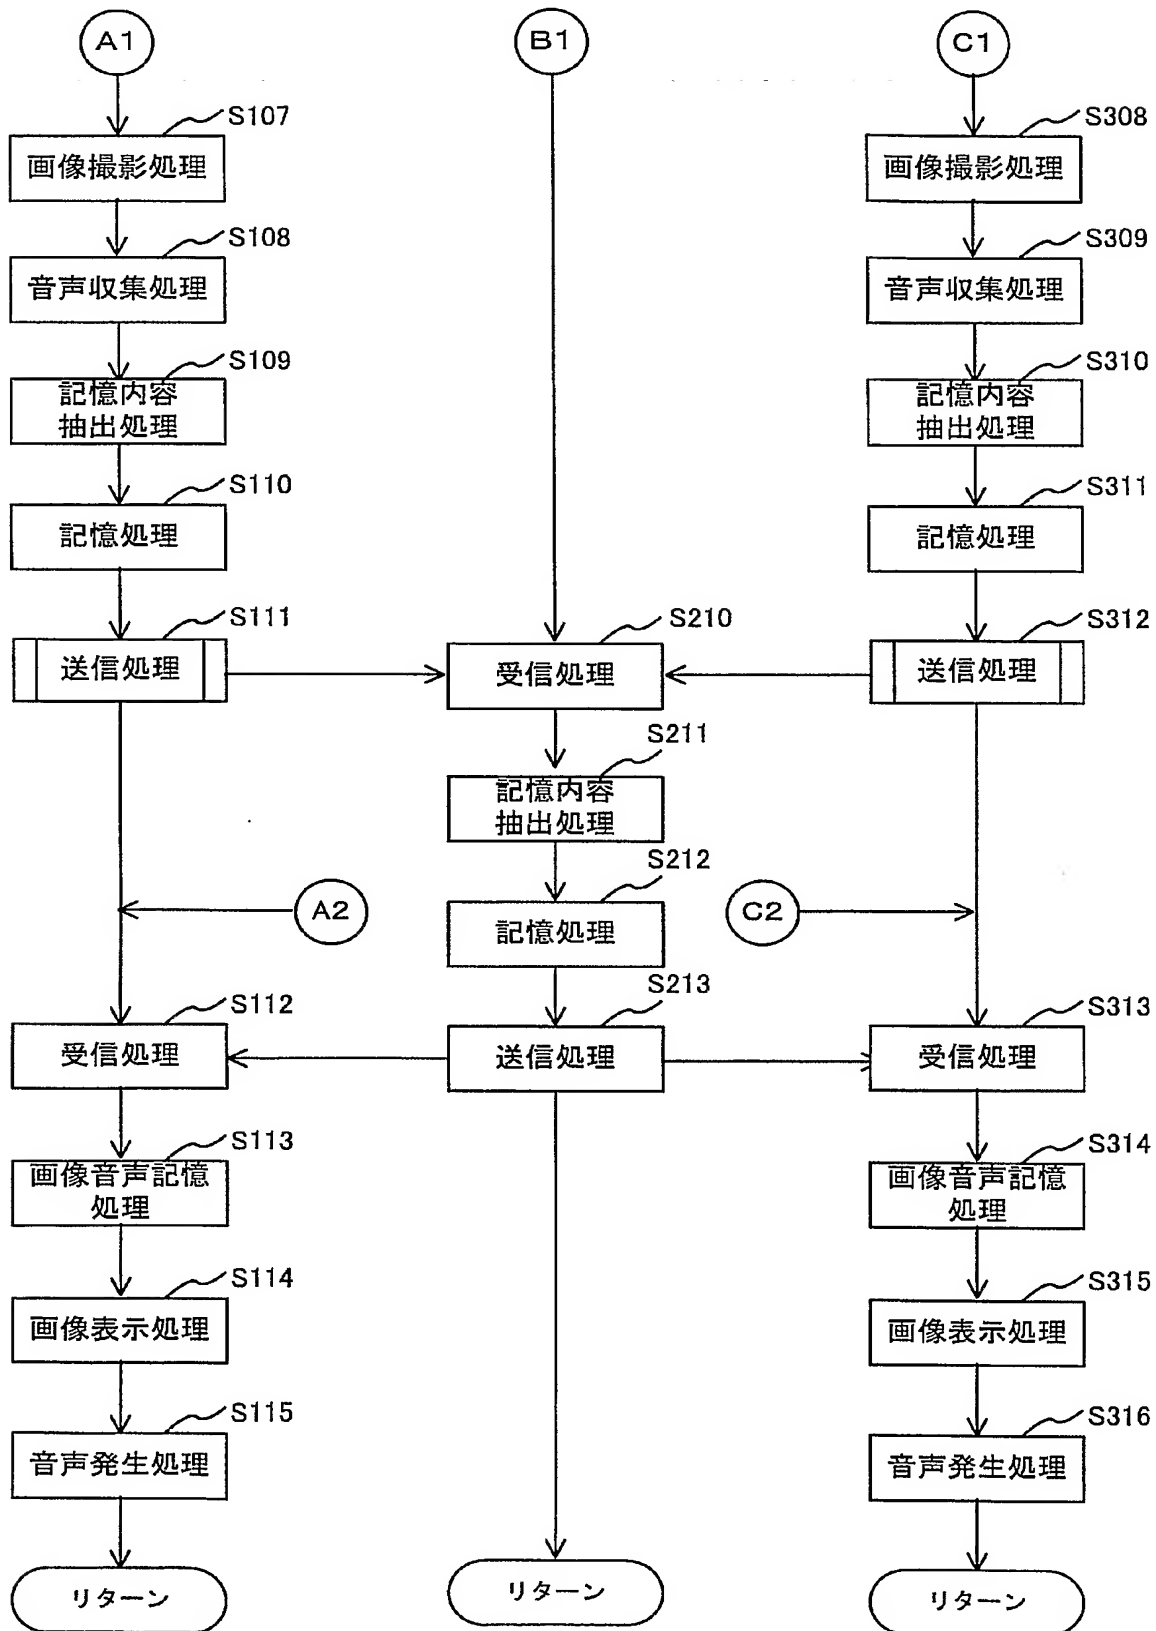 A1
B1
C1
S107
画像撮影処理
S308
画像撮影処理
S108
音声収集処理
S309
音声収集処理
S109
記憶内容
抽出処理
S310
記憶内容
抽出処理
S110
記憶処理
S311
記憶処理
S111
送信処理
S210
受信処理
S312
送信処理
S211
記憶内容
抽出処理
A2
S212
記憶処理
C2
S112
受信処理
S213
送信処理
S313
受信処理
S113
画像音声記憶
処理
S314
画像音声記憶
処理
S114
画像表示処理
S315
画像表示処理
S115
音声発生処理
S316
音声発生処理
リターン
リターン
リターン